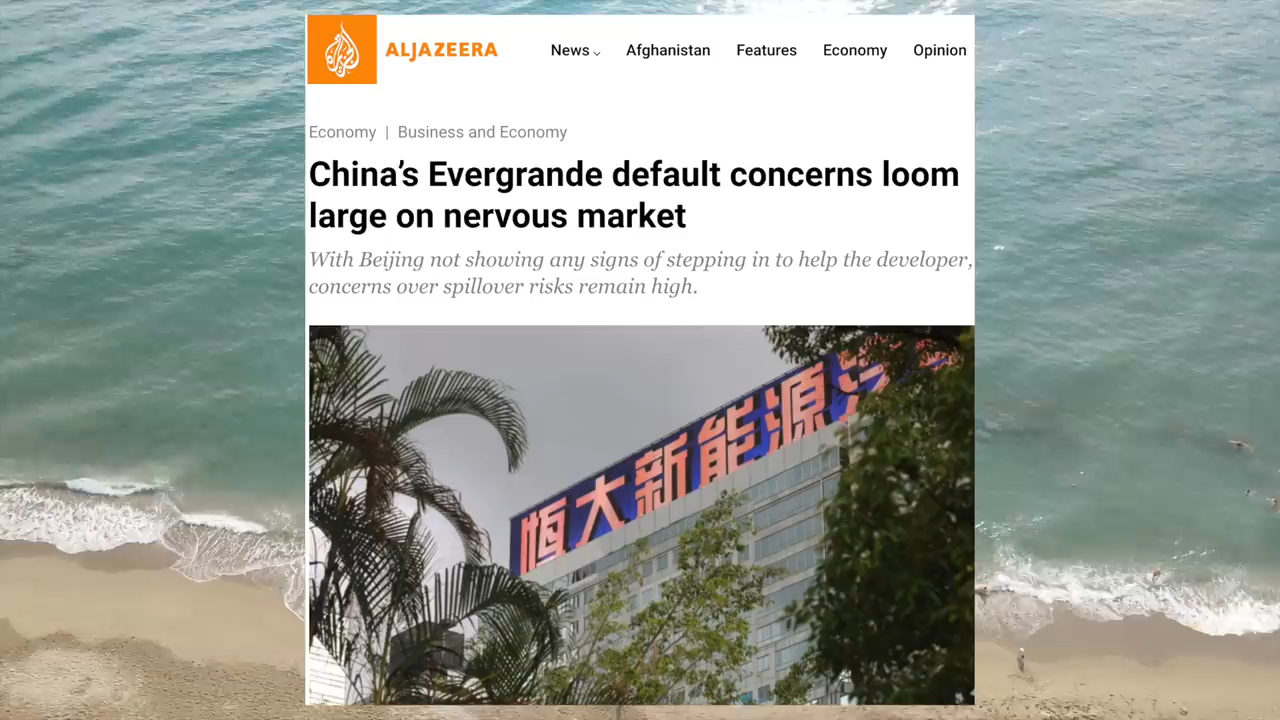 ALJAZEERA
News Afghanistan Features Economy Opinion
Economy | Business and Economy
China's Evergrande default concerns loom
large on nervous market
With Beijing not showing any signs of stepping in to help the developer,
concerns over spillover risks remain high.
恆大新能源汽